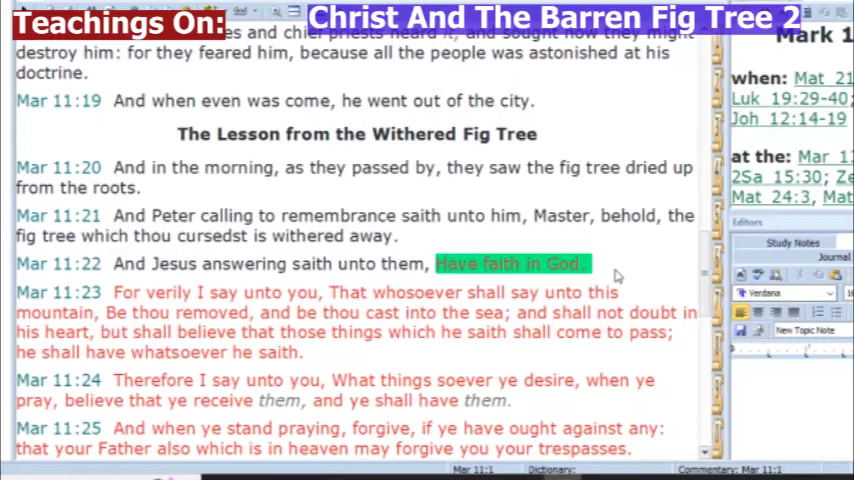 Teachings On:
Christ And The Barren Fig Tree 2
es and chief priests heard it, and sought how they might
destroy him: for they feared him, because all the people was astonished at his
doctrine.
Mar 11:19 And when even was come, he went out of the city.
The Lesson from the Withered Fig Tree
Mar 11:20 And in the morning, as they passed by, they saw the fig tree dried up
from the roots.
Mar 11:21 And Peter calling to remembrance saith unto him, Master, behold, the
fig tree which thou cursedst is withered away.
Mar 11:22 And Jesus answering saith unto them, Have faith in God.
Mar 11:23 For verily I say unto you, That whosoever shall say unto this
mountain, Be thou removed, and be thou cast into the sea; and shall not doubt in
his heart, but shall believe that those things which he saith shall come to pass;
he shall have whatsoever he saith.
Mar 11:24 Therefore I say unto you, What things soever ye desire, when ye
pray, believe that ye receive them, and ye shall have them.
Mar 11:25 And when ye stand praying, forgive, if ye have ought against any:
that your Father also which is in heaven may forgive you your trespasses.
Mark 1
when: Mat 21
Luk 19:29-40;
Joh 12:14-19
at the: Mar 1
2Sa 15:30; Ze
Mat 24:3, Mat
Editors
Study Notes
Journal
Verdana
New Topic Note
Mar 11:1 Dictionary: Commentary: Mar 11:1